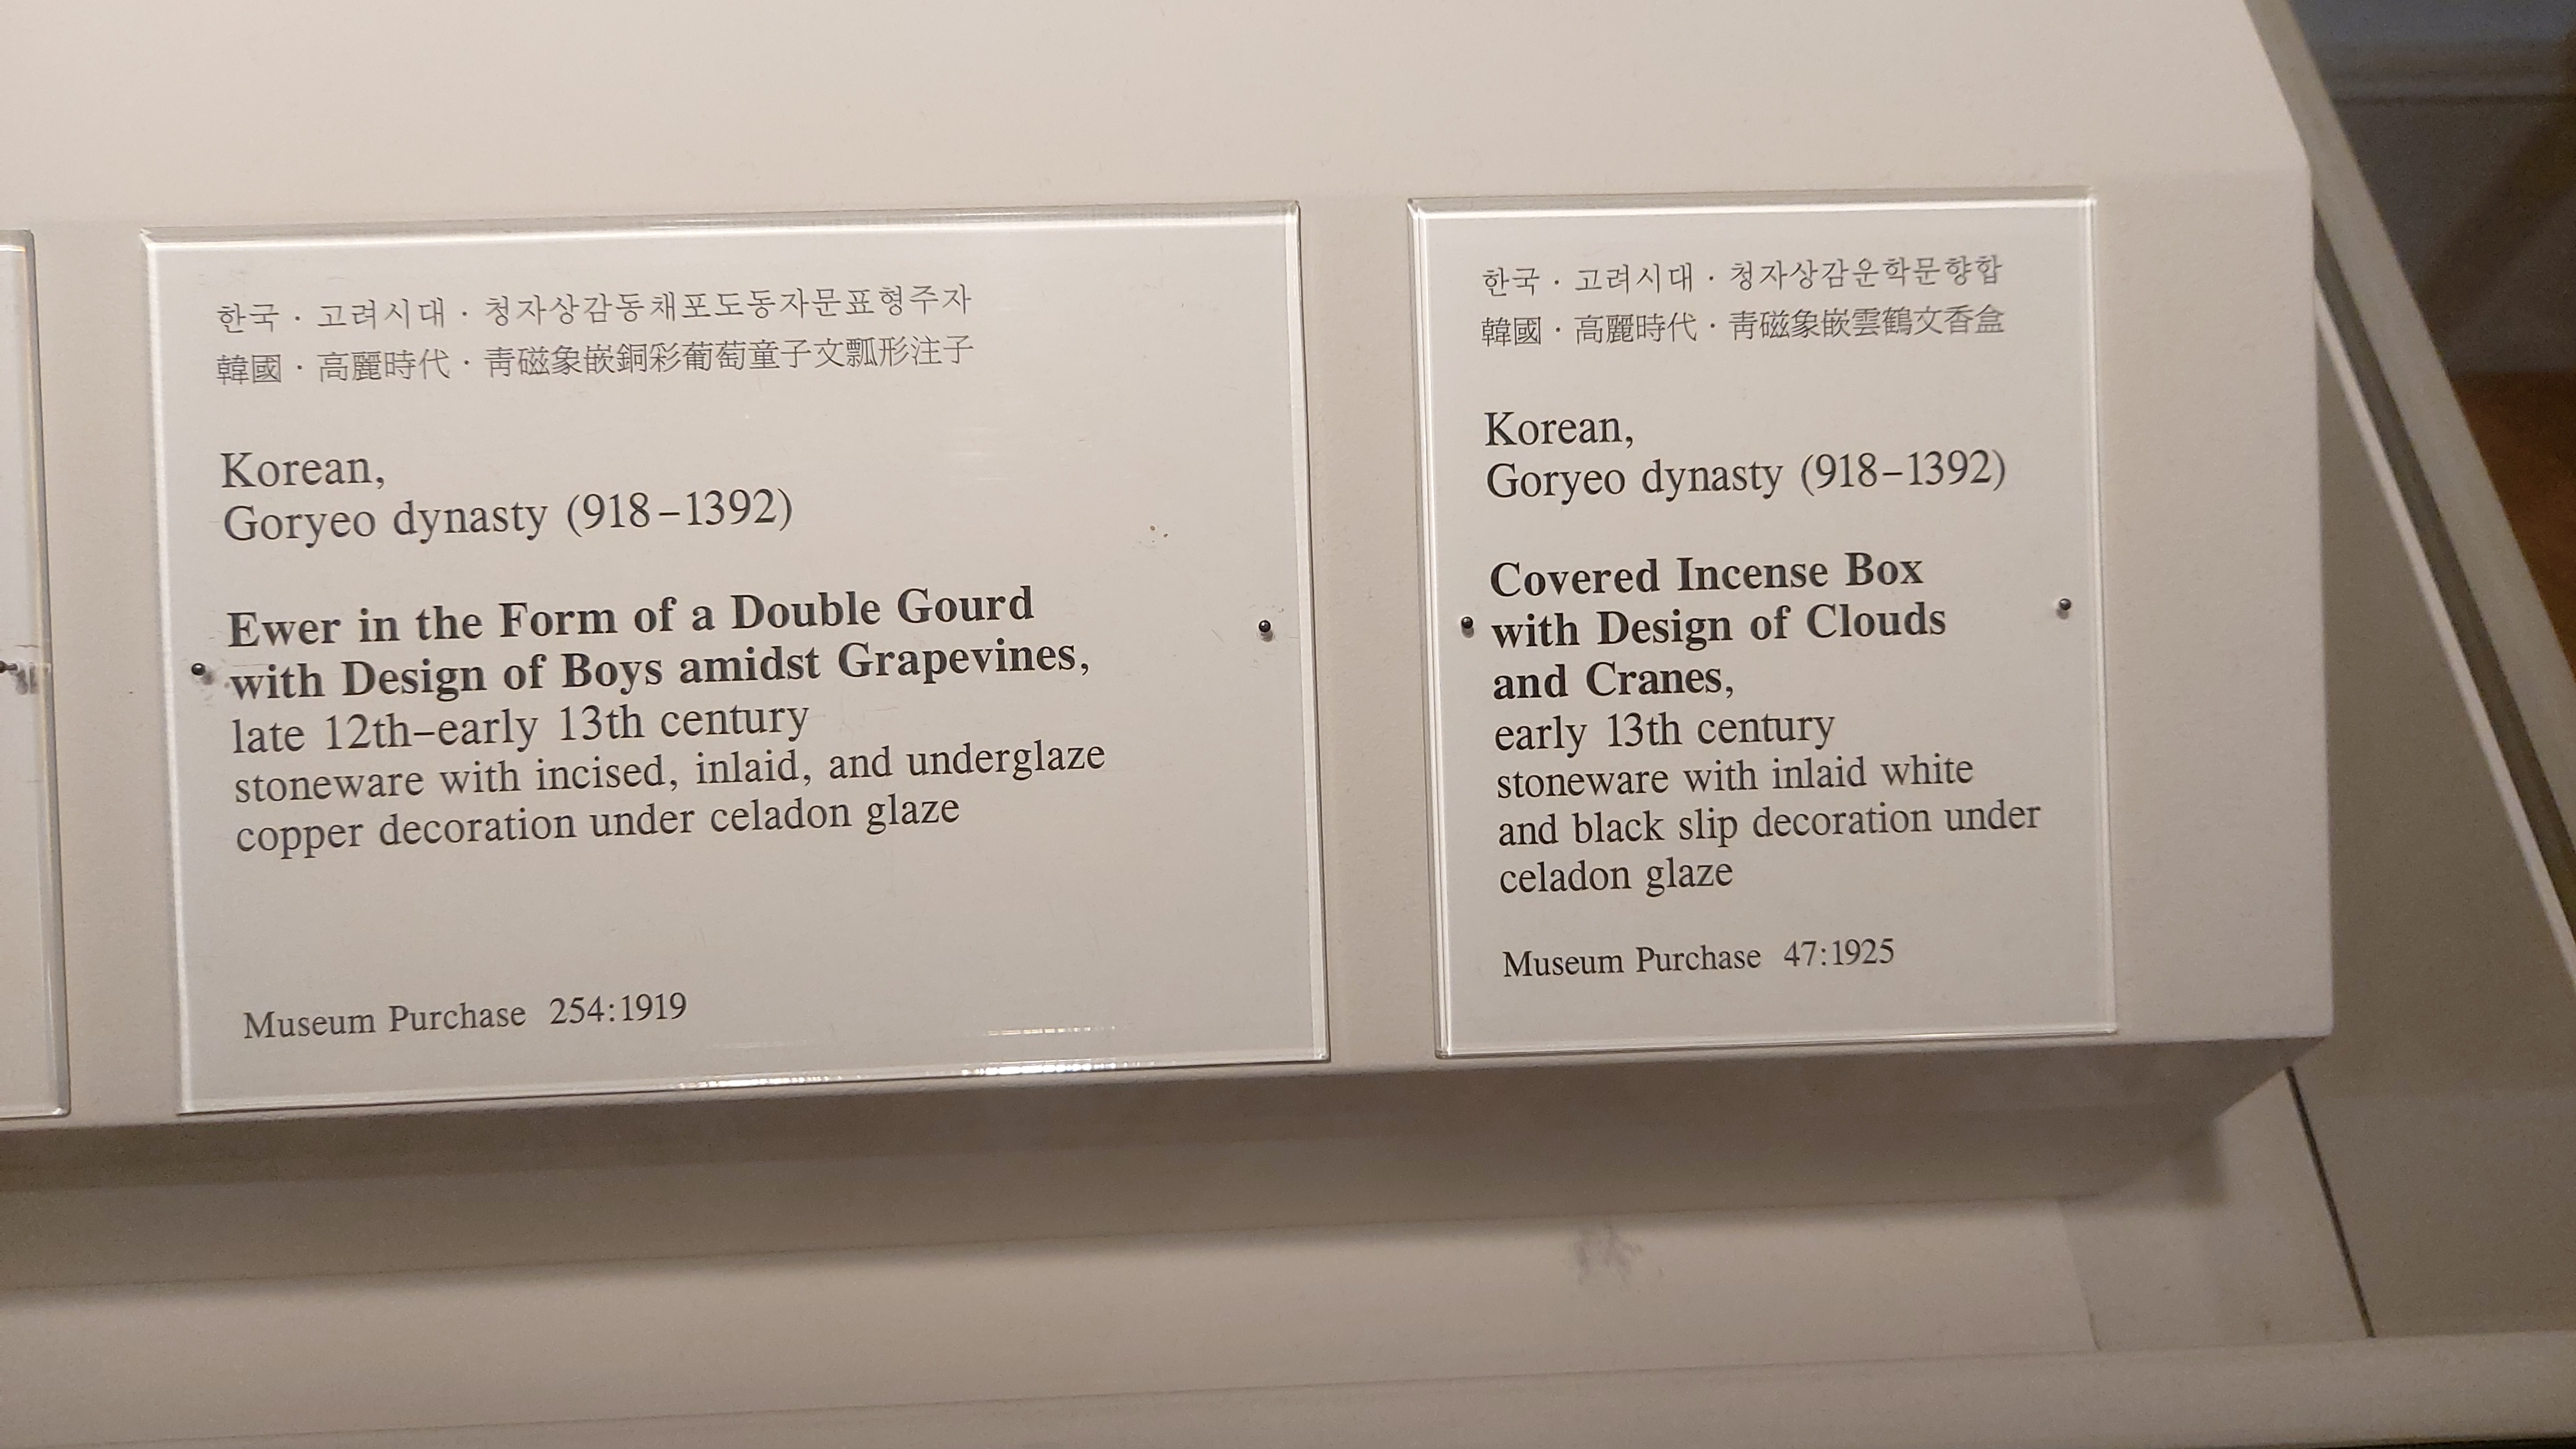 한국 · 고려시대 · 청자상감동채포도동자문표형주자
韓國 · 高麗時代 · 靑磁象嵌銅彩葡萄童子文瓢形注子
Korean,
Goryeo dynasty (918–1392)
Ewer in the Form of a Double Gourd
with Design of Boys amidst Grapevines,
late 12th–early 13th century
stoneware with incised, inlaid, and underglaze
copper decoration under celadon glaze
Museum Purchase 254:1919
한국 · 고려시대 · 청자상감운학문향합
韓國 · 高麗時代 · 靑磁象嵌雲鶴文香盒
Korean,
Goryeo dynasty (918–1392)
Covered Incense Box
with Design of Clouds
and Cranes,
early 13th century
stoneware with inlaid white
and black slip decoration under
celadon glaze
Museum Purchase 47:1925